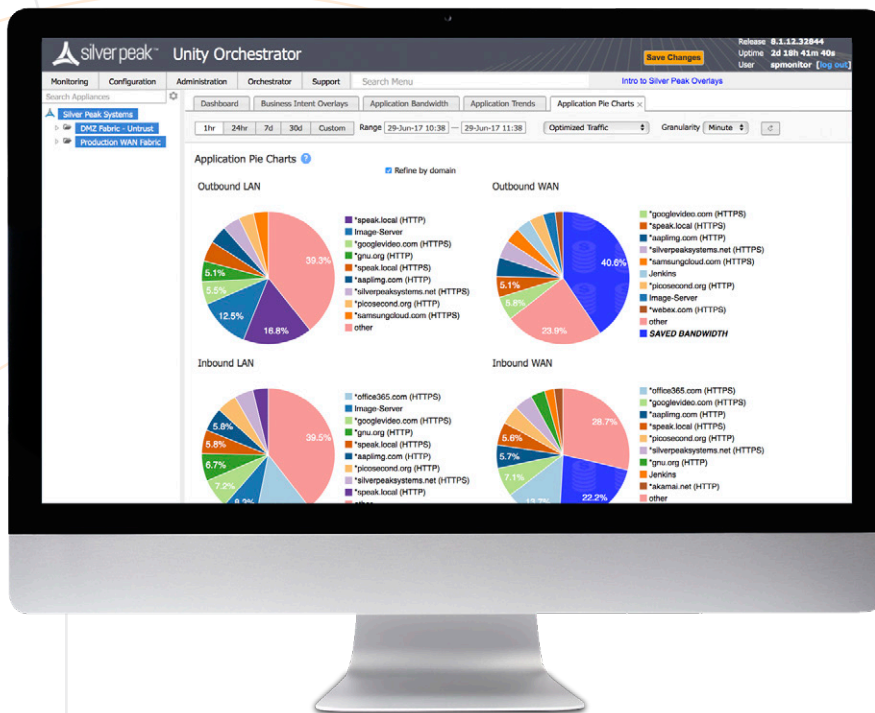 silver peak™ Unity Orchestrator
Save Changes
Release 8.1.12.32844
Uptime 2d 18h 41m 40s
User spmonitor [log out]
Monitoring Configuration Administration Orchestrator Support Search Menu Intro to Silver Peak Overlays
Search Appliances
Silver Peak Systems
DMZ Fabric - Untrust
Production WAN Fabric
Dashboard Business Intent Overlays Application Bandwidth Application Trends Application Pie Charts ×
1hr 24hr 7d 30d Custom Range 29-Jun-17 10:38 — 29-Jun-17 11:38 Optimized Traffic Granularity Minute
Application Pie Charts ?
Refine by domain
Outbound LAN
39.3%
16.8%
12.5%
5.5%
5.1%
*speak.local (HTTP)
Image-Server
*googlevideo.com (HTTPS)
*gnu.org (HTTP)
*speak.local (HTTPS)
*aaplimg.com (HTTP)
*silverpeaksystems.net (HTTPS)
*picosecond.org (HTTP)
*samsungcloud.com (HTTPS)
other
Outbound WAN
40.6%
23.9%
5.8%
5.1%
*googlevideo.com (HTTPS)
*speak.local (HTTPS)
*aaplimg.com (HTTP)
*silverpeaksystems.net (HTTPS)
*samsungcloud.com (HTTPS)
Jenkins
*picosecond.org (HTTP)
Image-Server
*webex.com (HTTP)
other
SAVED BANDWIDTH
Inbound LAN
39.5%
8.3%
7.2%
6.7%
5.8%
5.8%
*office365.com (HTTPS)
Image-Server
*googlevideo.com (HTTPS)
*gnu.org (HTTP)
*speak.local (HTTPS)
*aaplimg.com (HTTP)
*picosecond.org (HTTP)
*silverpeaksystems.net (HTTPS)
*speak.local (HTTP)
other
Inbound WAN
28.7%
22.2%
13.7%
7.1%
5.7%
5.6%
*office365.com (HTTPS)
*googlevideo.com (HTTPS)
*aaplimg.com (HTTP)
*speak.local (HTTPS)
*picosecond.org (HTTP)
*silverpeaksystems.net (HTTPS)
*gnu.org (HTTP)
Jenkins
*akamai.net (HTTP)
other